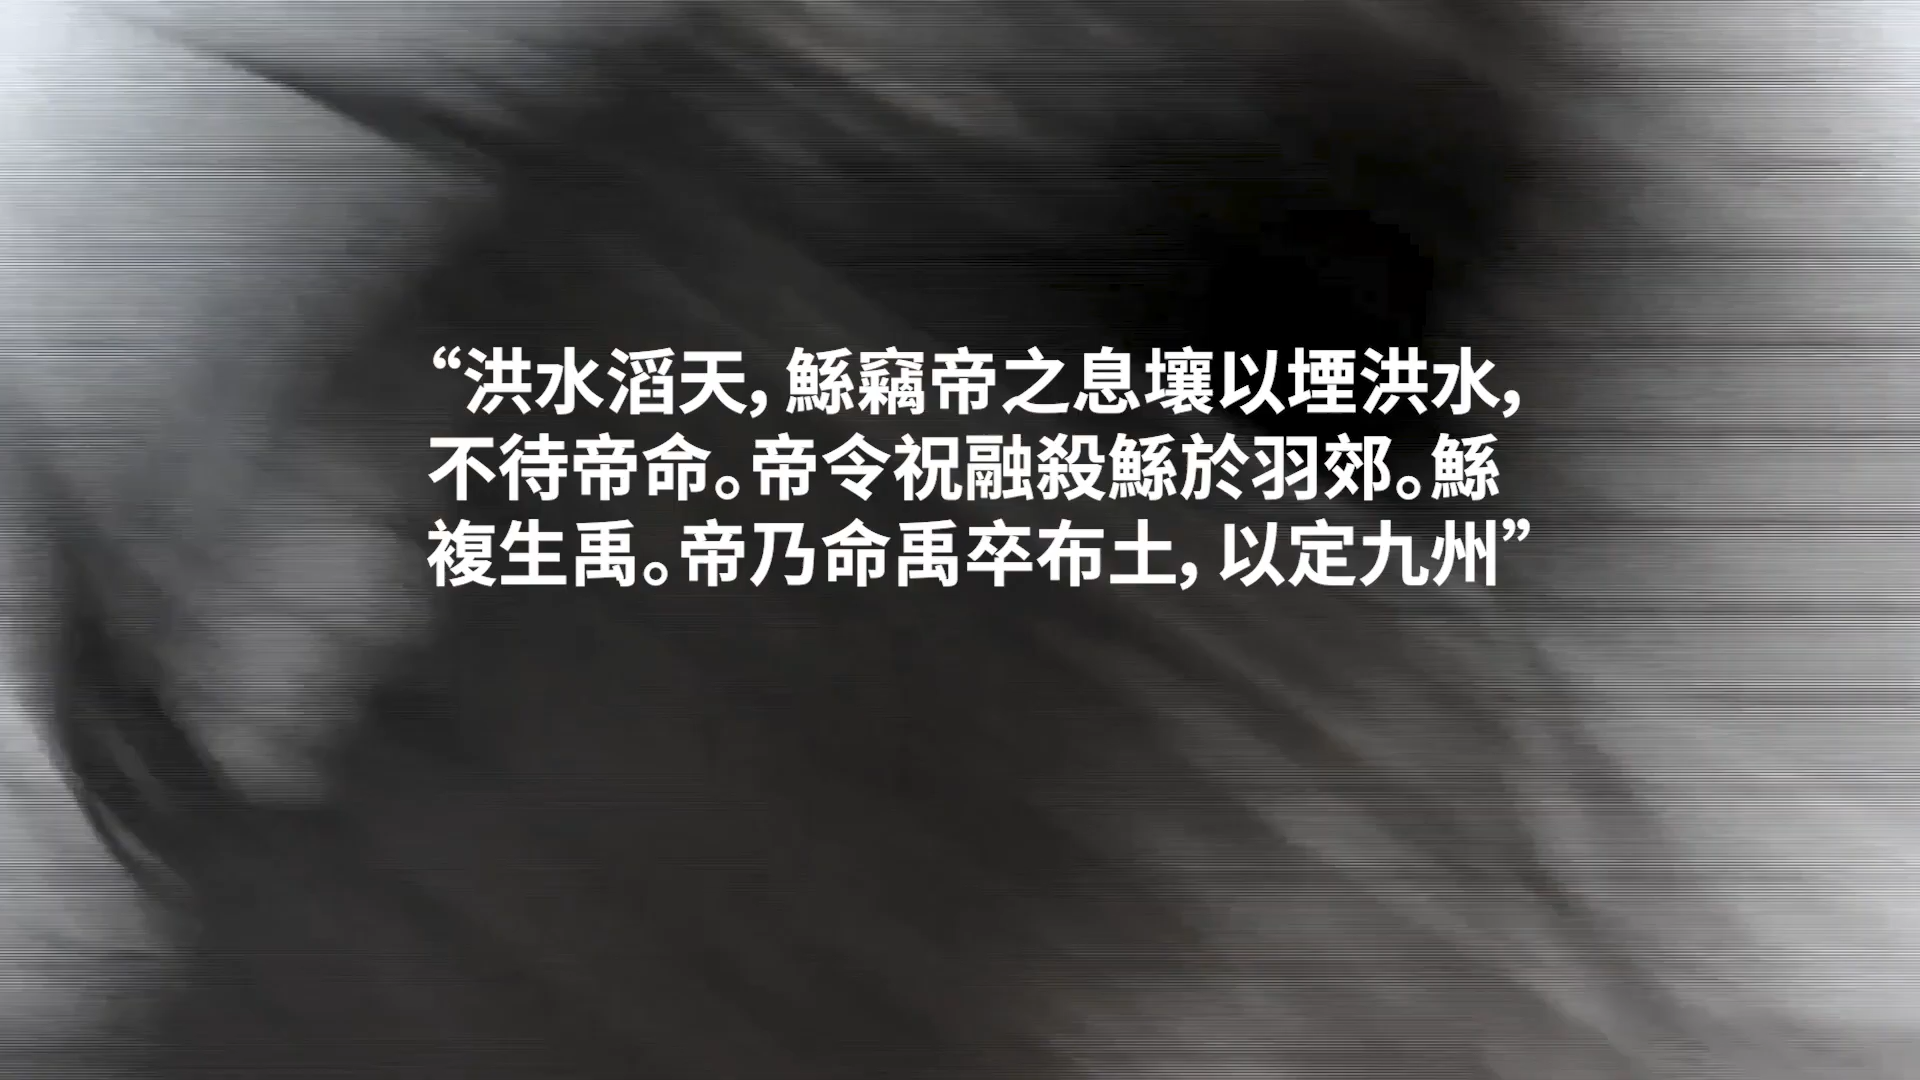 “洪水滔天，鯀竊帝之息壤以堙洪水，
不待帝命。帝令祝融殺鯀於羽郊。鯀
複生禹。帝乃命禹卒布土，以定九州”